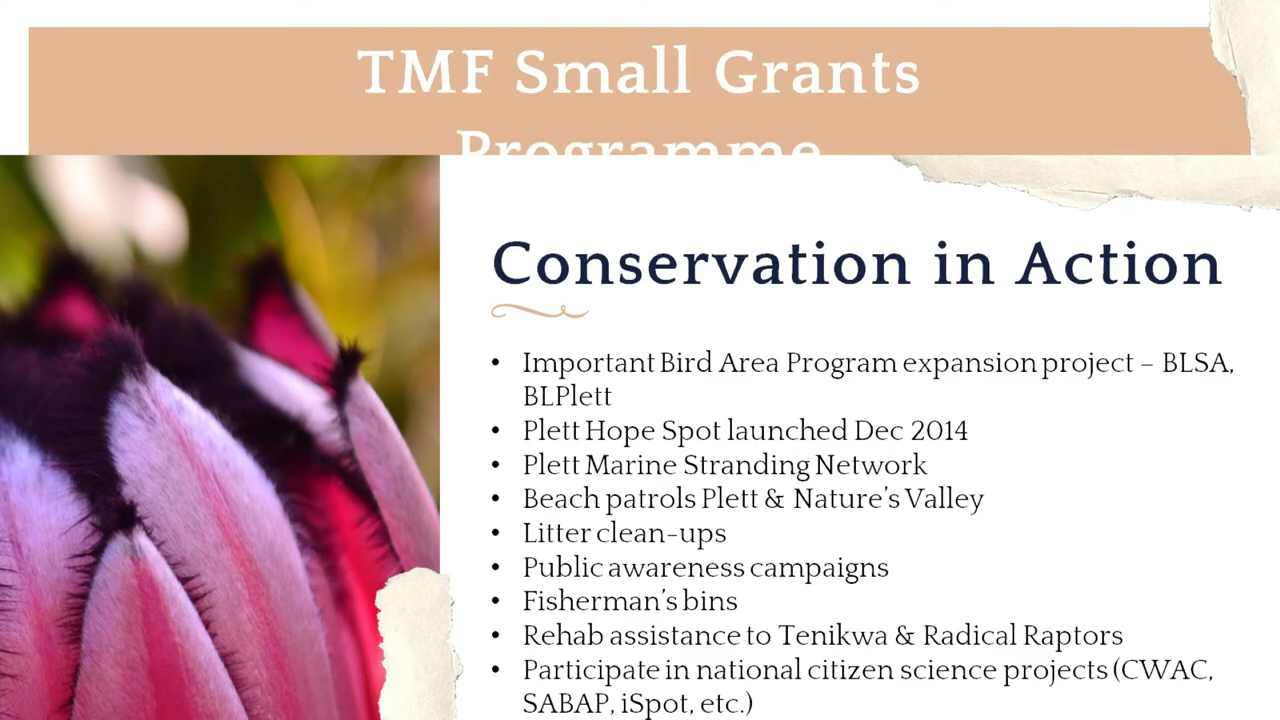 TMF Small Grants
Programme
Conservation in Action
• Important Bird Area Program expansion project – BLSA,
BLPlett
• Plett Hope Spot launched Dec 2014
• Plett Marine Stranding Network
• Beach patrols Plett & Nature’s Valley
• Litter clean-ups
• Public awareness campaigns
• Fisherman’s bins
• Rehab assistance to Tenikwa & Radical Raptors
• Participate in national citizen science projects (CWAC,
SABAP, iSpot, etc.)